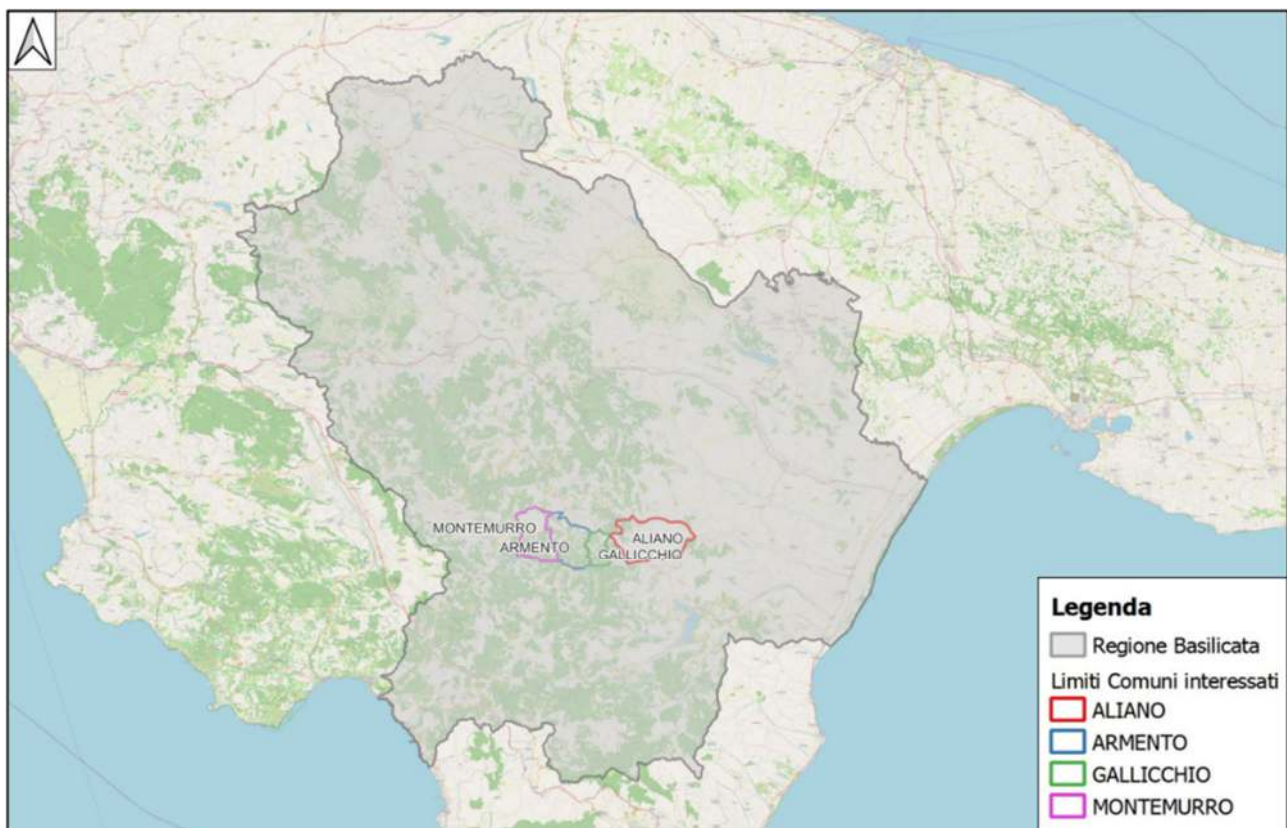 MONTEMURRO
ARMENTO
ALIANO
GALLICCHIO
Legenda
Regione Basilicata
Limiti Comuni interessati
ALIANO
ARMENTO
GALLICCHIO
MONTEMURRO